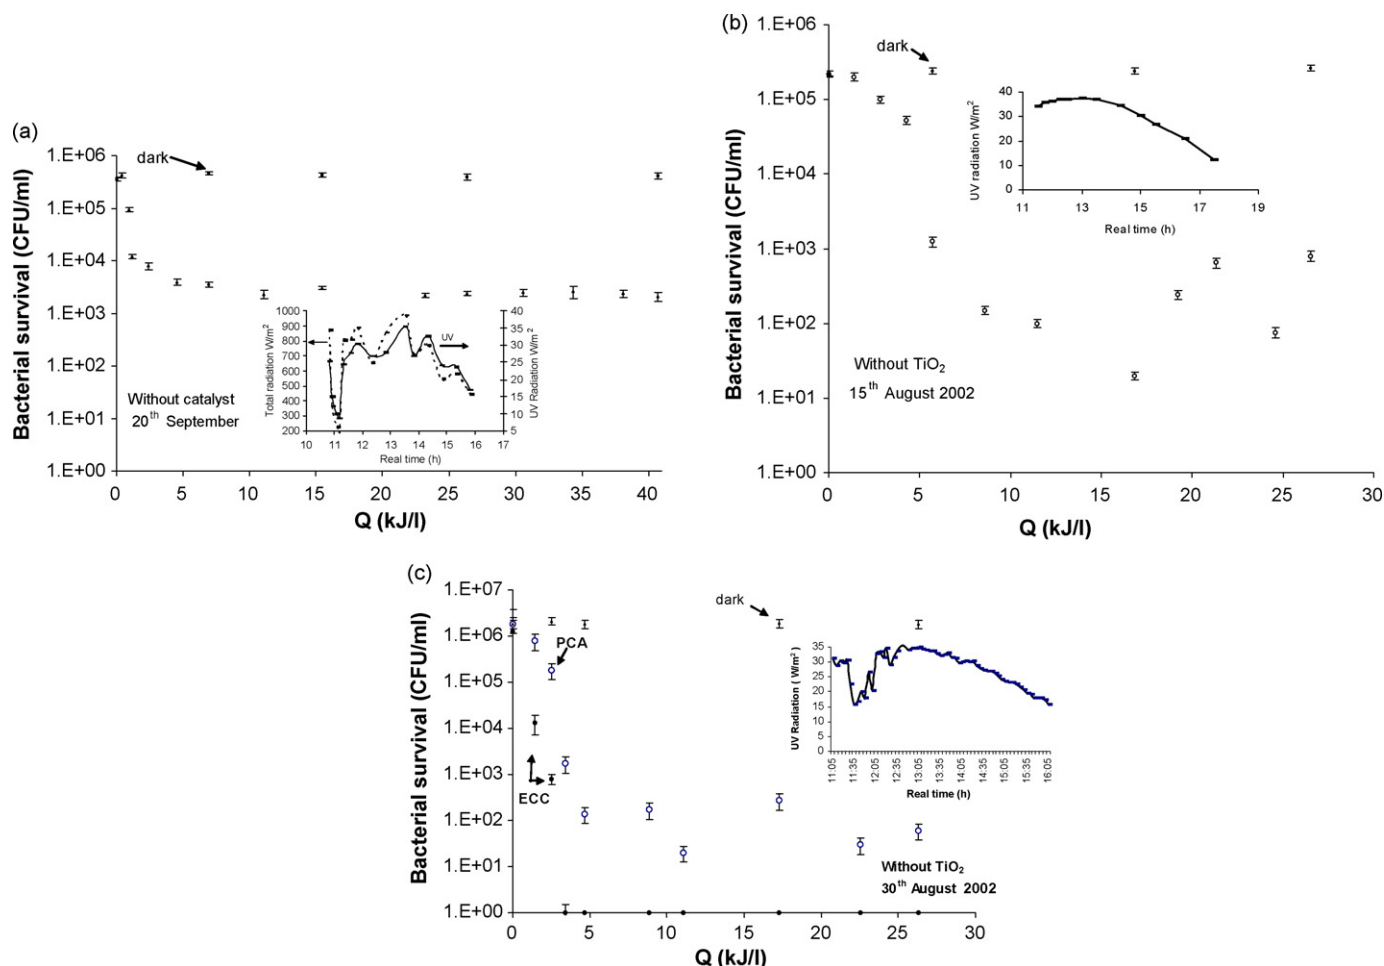 (a)
Bacterial survival (CFU/ml)
1.E+06
1.E+05
1.E+04
1.E+03
1.E+02
1.E+01
1.E+00
dark
Without catalyst
20th September
0 5 10 15 20 25 30 35 40
Q (kJ/l)
Total radiation W/m2
1000
900
800
700
600
500
400
300
200
UV
40
35
30
25
20
15
10
5
UV Radiation W/m2
10 11 12 13 14 15 16 17
Real time (h)
(b)
Bacterial survival (CFU/ml)
1.E+06
1.E+05
1.E+04
1.E+03
1.E+02
1.E+01
1.E+00
dark
UV radiation W/m2
40
30
20
10
0
11 13 15 17 19
Real time (h)
Without TiO2
15th August 2002
0 5 10 15 20 25 30
Q (kJ/l)
(c)
Bacterial survival (CFU/ml)
1.E+07
1.E+06
1.E+05
1.E+04
1.E+03
1.E+02
1.E+01
1.E+00
dark
PCA
ECC
UV Radiation ( W/m2)
35
30
25
20
15
10
5
0
11:05 11:35 12:05 12:35 13:05 13:35 14:05 14:35 15:05 15:35 16:05
Real time (h)
Without TiO2
30th August 2002
0 5 10 15 20 25 30
Q (kJ/l)